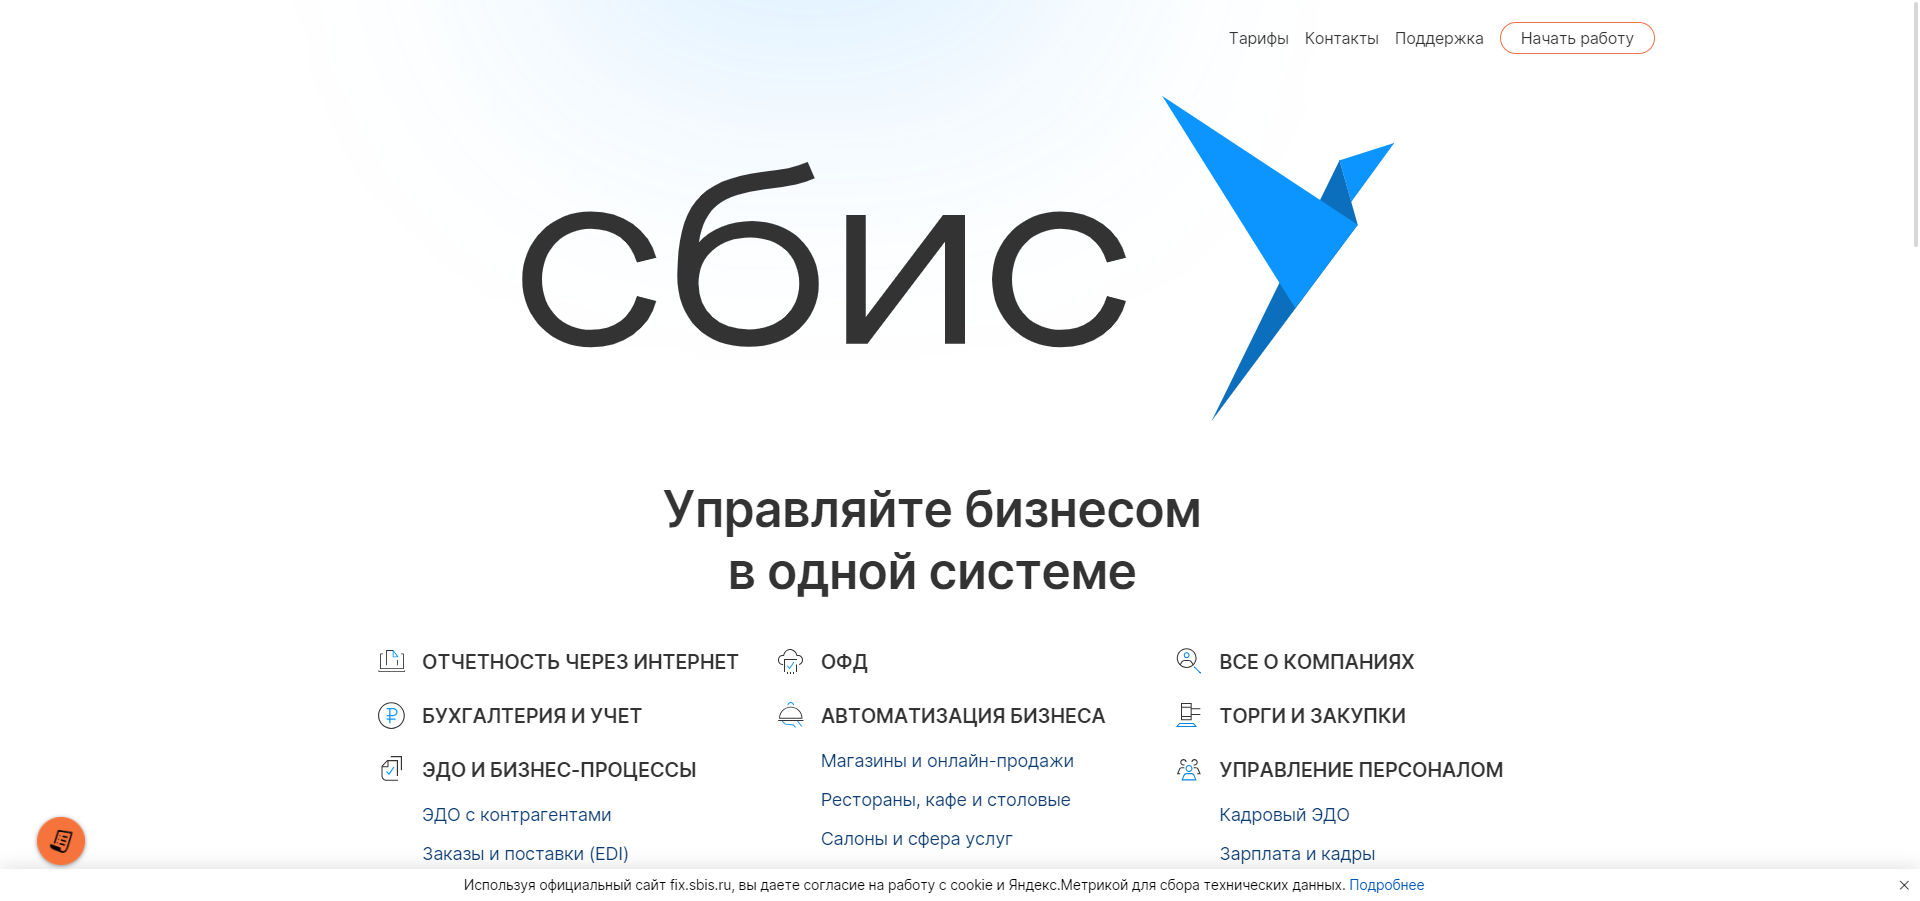 Тарифы Контакты Поддержка Начать работу
сбис
Управляйте бизнесом
в одной системе
ОТЧЕТНОСТЬ ЧЕРЕЗ ИНТЕРНЕТ
БУХГАЛТЕРИЯ И УЧЕТ
ЭДО И БИЗНЕС-ПРОЦЕССЫ
ЭДО с контрагентами
Заказы и поставки (EDI)
ОФД
АВТОМАТИЗАЦИЯ БИЗНЕСА
Магазины и онлайн-продажи
Рестораны, кафе и столовые
Салоны и сфера услуг
ВСЕ О КОМПАНИЯХ
ТОРГИ И ЗАКУПКИ
УПРАВЛЕНИЕ ПЕРСОНАЛОМ
Кадровый ЭДО
Зарплата и кадры
Используя официальный сайт fix.sbis.ru, вы даете согласие на работу с cookie и Яндекс.Метрикой для сбора технических данных. Подробнее